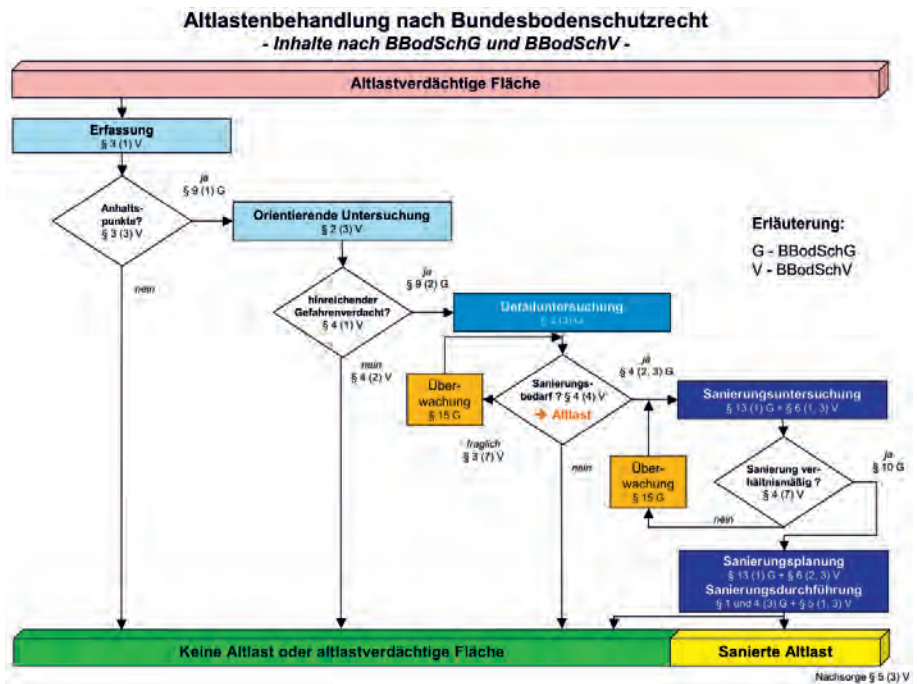 Altlastenbehandlung nach Bundesbodenschutzrecht
- Inhalte nach BBodSchG und BBodSchV -
Altlastverdächtige Fläche
Erfassung
§ 3 (1) V
ja
§ 9 (1) G
Anhalts-
punkte?
§ 3 (3) V
nein
Orientierende Untersuchung
§ 2 (3) V
Erläuterung:
G - BBodSchG
V - BBodSchV
ja
§ 9 (2) G
hinreichender
Gefahrenverdacht?
§ 4 (1) V
nein
§ 4 (2) V
Detailuntersuchung
ja
§ 4 (2, 3) G
Über-
wachung
§ 15 G
Sanierungs-
bedarf ? § 4 (4) V
➔ Altlast
fraglich
§ 3 (7) V
nein
Sanierungsuntersuchung
§ 13 (1) G + § 6 (1, 3) V
ja
§ 10 G
Über-
wachung
§ 15 G
Sanierung ver-
hältnismäßig ?
§ 4 (7) V
nein
Sanierungsplanung
§ 13 (1) G + § 6 (2, 3) V
Sanierungsdurchführung
§ 1 und 4 (3) G + § 5 (1, 3) V
Keine Altlast oder altlastverdächtige Fläche
Sanierte Altlast
Nachsorge § 5 (3) V